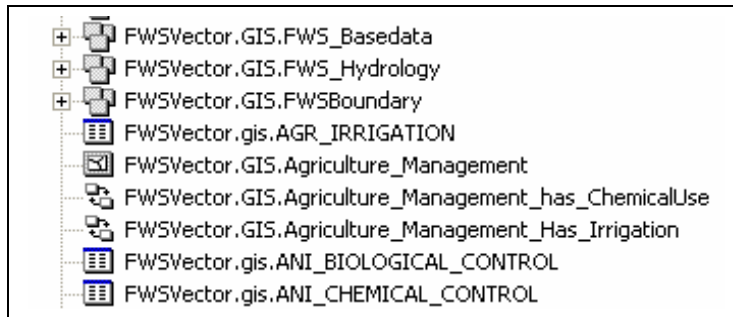 FWSVector.GIS.FWS_Basedata
FWSVector.GIS.FWS_Hydrology
FWSVector.GIS.FWSBoundary
FWSVector.gis.AGR_IRRIGATION
FWSVector.GIS.Agriculture_Management
FWSVector.GIS.Agriculture_Management_has_ChemicalUse
FWSVector.GIS.Agriculture_Management_Has_Irrigation
FWSVector.gis.ANI_BIOLOGICAL_CONTROL
FWSVector.gis.ANI_CHEMICAL_CONTROL